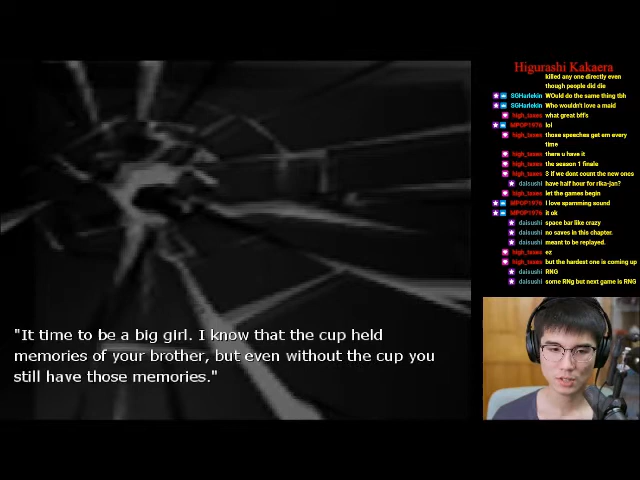 Higurashi Kakaera
killed any one directly even
though people did die
SGHarlekin WOuld do the same thing tbh
SGHarlekin Who wouldn't love a maid
high_taxes what great bff's
MPGP1976 lol
high_taxes those speeches get em every
time
high_taxes there u have it
high_taxes the season 1 finale
high_taxes 3 if we dont count the new ones
daisushi have half hour for rika-jan?
high_taxes let the games begin
MPGP1976 I love spamming sound
MPGP1976 it ok
daisushi space bar like crazy
daisushi no saves in this chapter.
daisushi meant to be replayed.
high_taxes ez
high_taxes but the hardest one is coming up
daisushi RNG
daisushi some RNg but next game is RNG
"It time to be a big girl. I know that the cup held
memories of your brother, but even without the cup you
still have those memories."